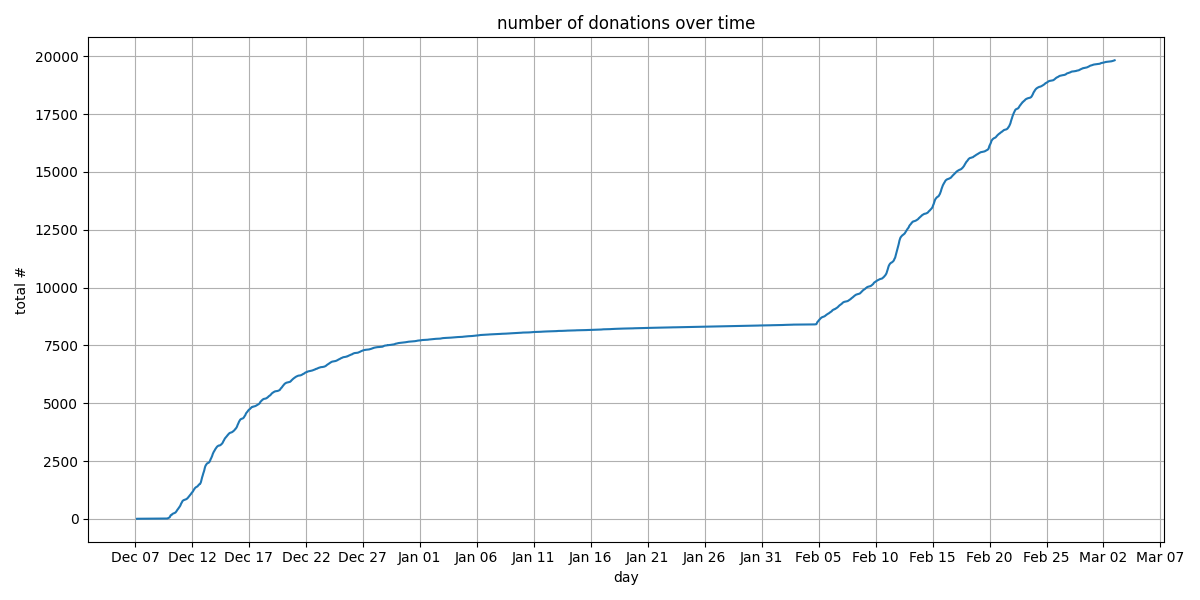 number of donations over time
total #
20000
17500
15000
12500
10000
7500
5000
2500
0
Dec 07 Dec 12 Dec 17 Dec 22 Dec 27 Jan 01 Jan 06 Jan 11 Jan 16 Jan 21 Jan 26 Jan 31 Feb 05 Feb 10 Feb 15 Feb 20 Feb 25 Mar 02 Mar 07
day